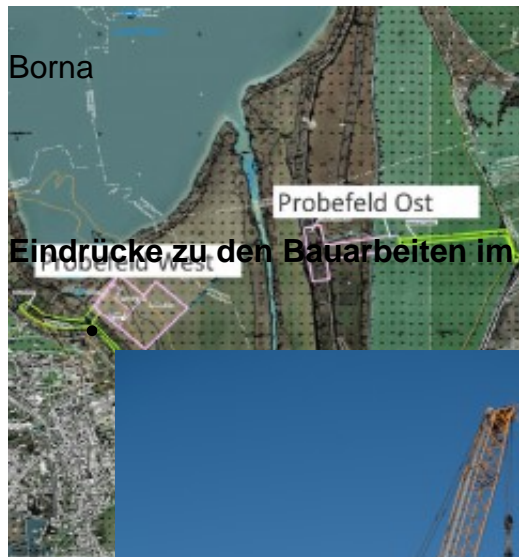 Borna
Probefeld Ost
Eindrücke zu den Bauarbeiten im
Probefeld West